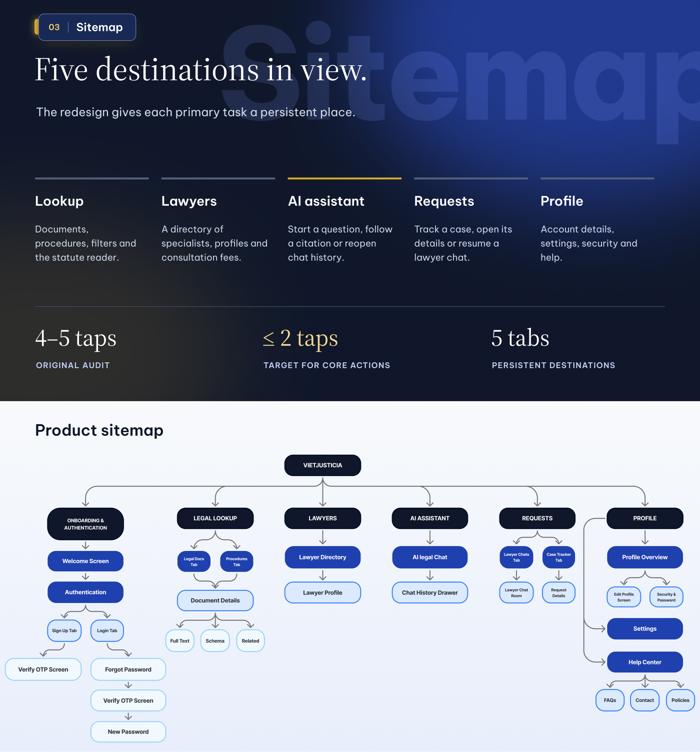 03 | Sitemap
Sitemap
Five destinations in view.
The redesign gives each primary task a persistent place.
Lookup
Documents,
procedures, filters and
the statute reader.
Lawyers
A directory of
specialists, profiles and
consultation fees.
AI assistant
Start a question, follow
a citation or reopen
chat history.
Requests
Track a case, open its
details or resume a
lawyer chat.
Profile
Account details,
settings, security and
help.
4–5 taps
ORIGINAL AUDIT
≤ 2 taps
TARGET FOR CORE ACTIONS
5 tabs
PERSISTENT DESTINATIONS
Product sitemap
VIETJUSTICIA
ONBOARDING &
AUTHENTICATION
Welcome Screen
Authentication
Sign Up Tab
Login Tab
Verify OTP Screen
Forgot Password
Verify OTP Screen
New Password
LEGAL LOOKUP
Legal Docs
Tab
Procedures
Tab
Document Details
Full Text
Schema
Related
LAWYERS
Lawyer Directory
Lawyer Profile
AI ASSISTANT
AI legal Chat
Chat History Drawer
REQUESTS
Lawyer Chats
Tab
Case Tracker
Tab
Lawyer Chat
Room
Request
Details
PROFILE
Profile Overview
Edit Profile
Screen
Security &
Password
Settings
Help Center
FAQs
Contact
Policies